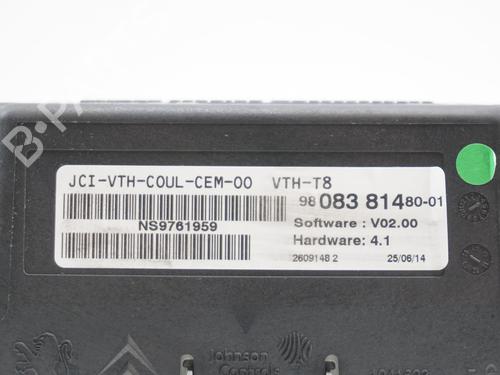 B-PARTS
JCI-VTH-COUL-CEM-00 VTH-T8
98 083 814 80-01
NS9761959
Software : V02.00
Hardware: 4.1
2609148 2 25/06/14
Johnson
Controls